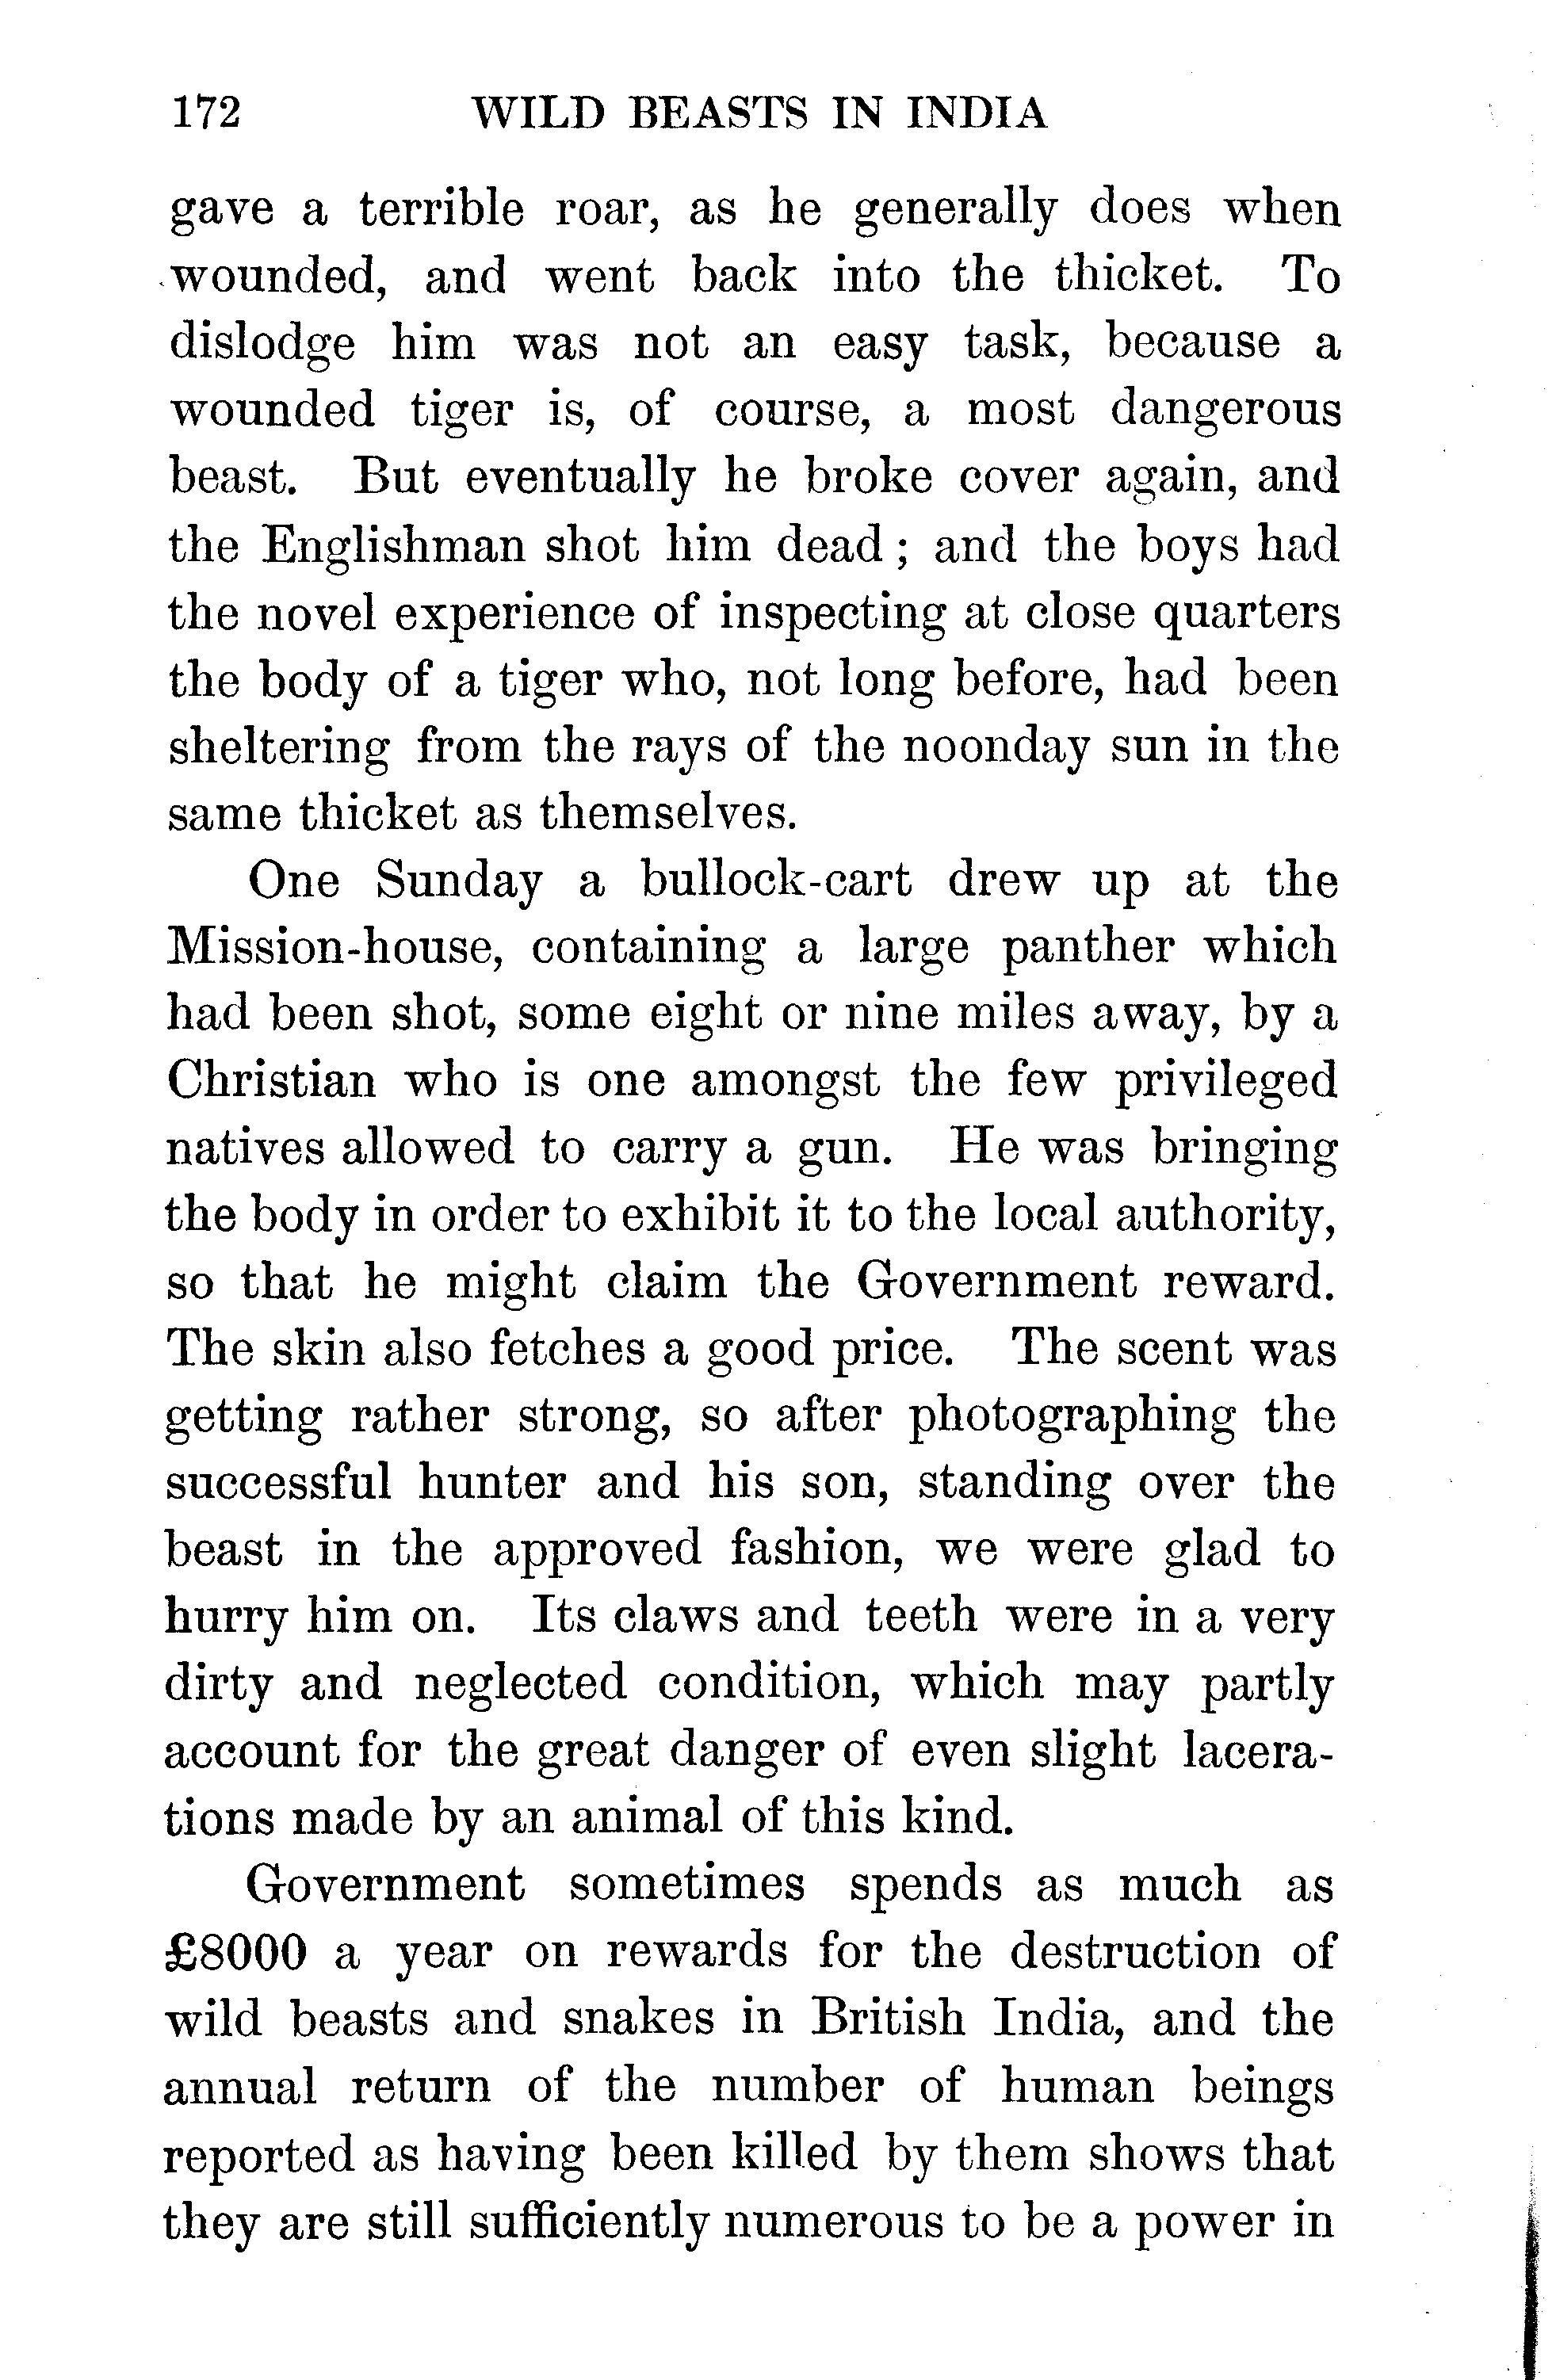 172 WILD BEASTS IN INDIA
gave a terrible roar, as he generally does when
wounded, and went back into the thicket. To
dislodge him was not an easy task, because a
wounded tiger is, of course, a most dangerous
beast. But eventually he broke cover again, and
the Englishman shot him dead ; and the boys had
the novel experience of inspecting at close quarters
the body of a tiger who, not long before, had been
sheltering from the rays of the noonday sun in the
same thicket as themselves.
One Sunday a bullock-cart drew up at the
Mission-house, containing a large panther which
had been shot, some eight or nine miles away, by a
Christian who is one amongst the few privileged
natives allowed to carry a gun. He was bringing
the body in order to exhibit it to the local authority,
so that he might claim the Government reward.
The skin also fetches a good price. The scent was
getting rather strong, so after photographing the
successful hunter and his son, standing over the
beast in the approved fashion, we were glad to
hurry him on. Its claws and teeth were in a very
dirty and neglected condition, which may partly
account for the great danger of even slight lacera-
tions made by an animal of this kind.
Government sometimes spends as much as
£8000 a year on rewards for the destruction of
wild beasts and snakes in British India, and the
annual return of the number of human beings
reported as having been killed by them shows that
they are still sufficiently numerous to be a power in